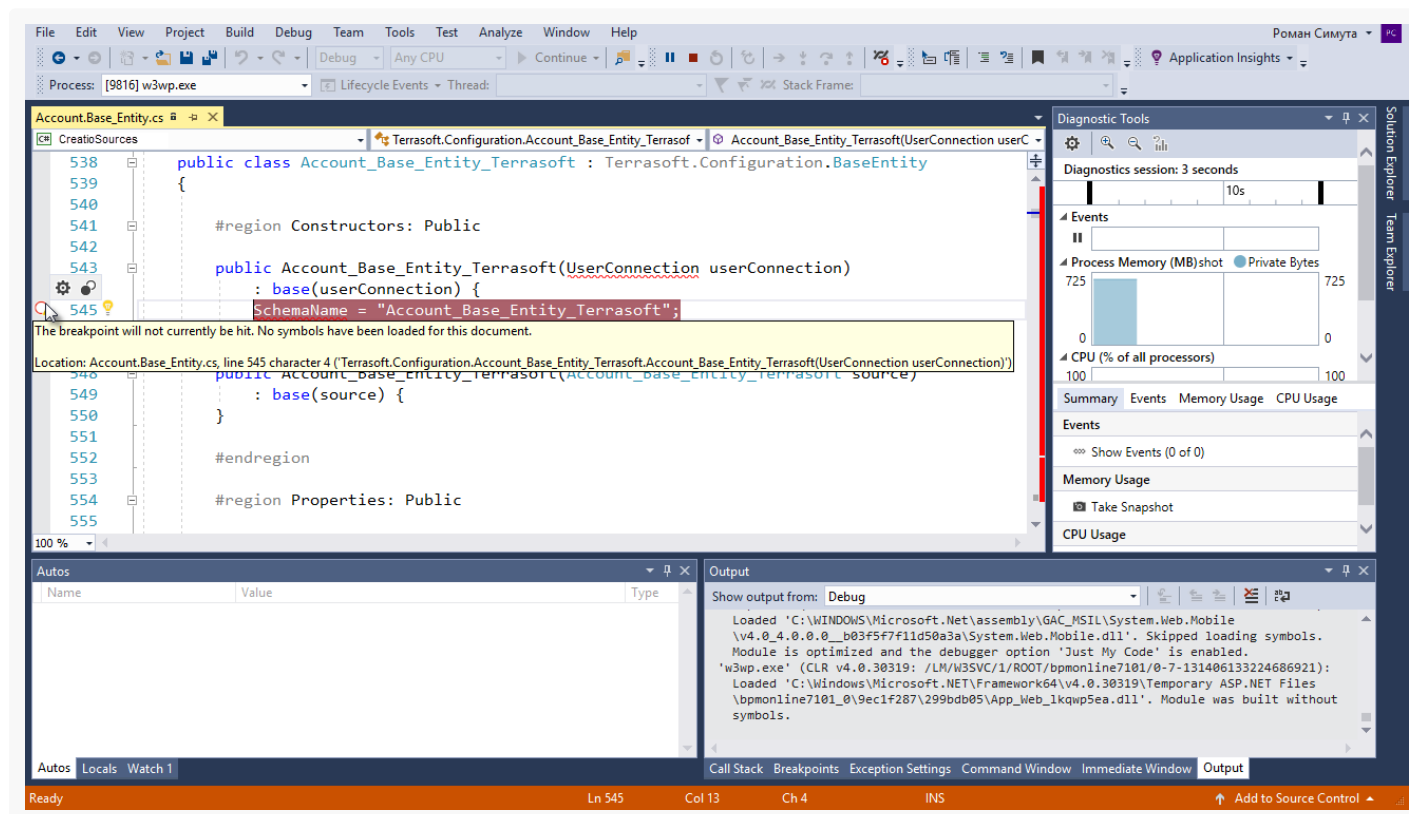 File Edit View Project Build Debug Team Tools Test Analyze Window Help Роман Симута PC
Debug Any CPU Continue Application Insights
Process: [9816] w3wp.exe Lifecycle Events Thread: Stack Frame:
Account.Base_Entity.cs
C# CreatioSources Terrasoft.Configuration.Account_Base_Entity_Terrasof Account_Base_Entity_Terrasoft(UserConnection userC
538 public class Account_Base_Entity_Terrasoft : Terrasoft.Configuration.BaseEntity
539 {
540
541 #region Constructors: Public
542
543 public Account_Base_Entity_Terrasoft(UserConnection userConnection)
: base(userConnection) {
545 SchemaName = "Account_Base_Entity_Terrasoft";
The breakpoint will not currently be hit. No symbols have been loaded for this document.
Location: Account.Base_Entity.cs, line 545 character 4 ('Terrasoft.Configuration.Account_Base_Entity_Terrasoft.Account_Base_Entity_Terrasoft(UserConnection userConnection)')
548 public Account_Base_Entity_Terrasoft(Account_Base_Entity_Terrasoft source)
549 : base(source) {
550 }
551
552 #endregion
553
554 #region Properties: Public
555
100 %
Diagnostic Tools
Diagnostics session: 3 seconds
10s
Events
Process Memory (MB)shot Private Bytes
725 725
0 0
CPU (% of all processors)
100 100
Summary Events Memory Usage CPU Usage
Events
Show Events (0 of 0)
Memory Usage
Take Snapshot
CPU Usage
Solution Explorer
Team Explorer
Autos
Name Value Type
Autos Locals Watch 1
Output
Show output from: Debug
Loaded 'C:\WINDOWS\Microsoft.Net\assembly\GAC_MSIL\System.Web.Mobile
\v4.0_4.0.0.0__b03f5f7f11d50a3a\System.Web.Mobile.dll'. Skipped loading symbols.
Module is optimized and the debugger option 'Just My Code' is enabled.
'w3wp.exe' (CLR v4.0.30319: /LM/W3SVC/1/ROOT/bpmonline7101/0-7-131406133224686921):
Loaded 'C:\Windows\Microsoft.NET\Framework64\v4.0.30319\Temporary ASP.NET Files
\bpmonline7101_0\9ec1f287\299bdb05\App_Web_lkqwp5ea.dll'. Module was built without
symbols.
Call Stack Breakpoints Exception Settings Command Window Immediate Window Output
Ready Ln 545 Col 13 Ch 4 INS Add to Source Control